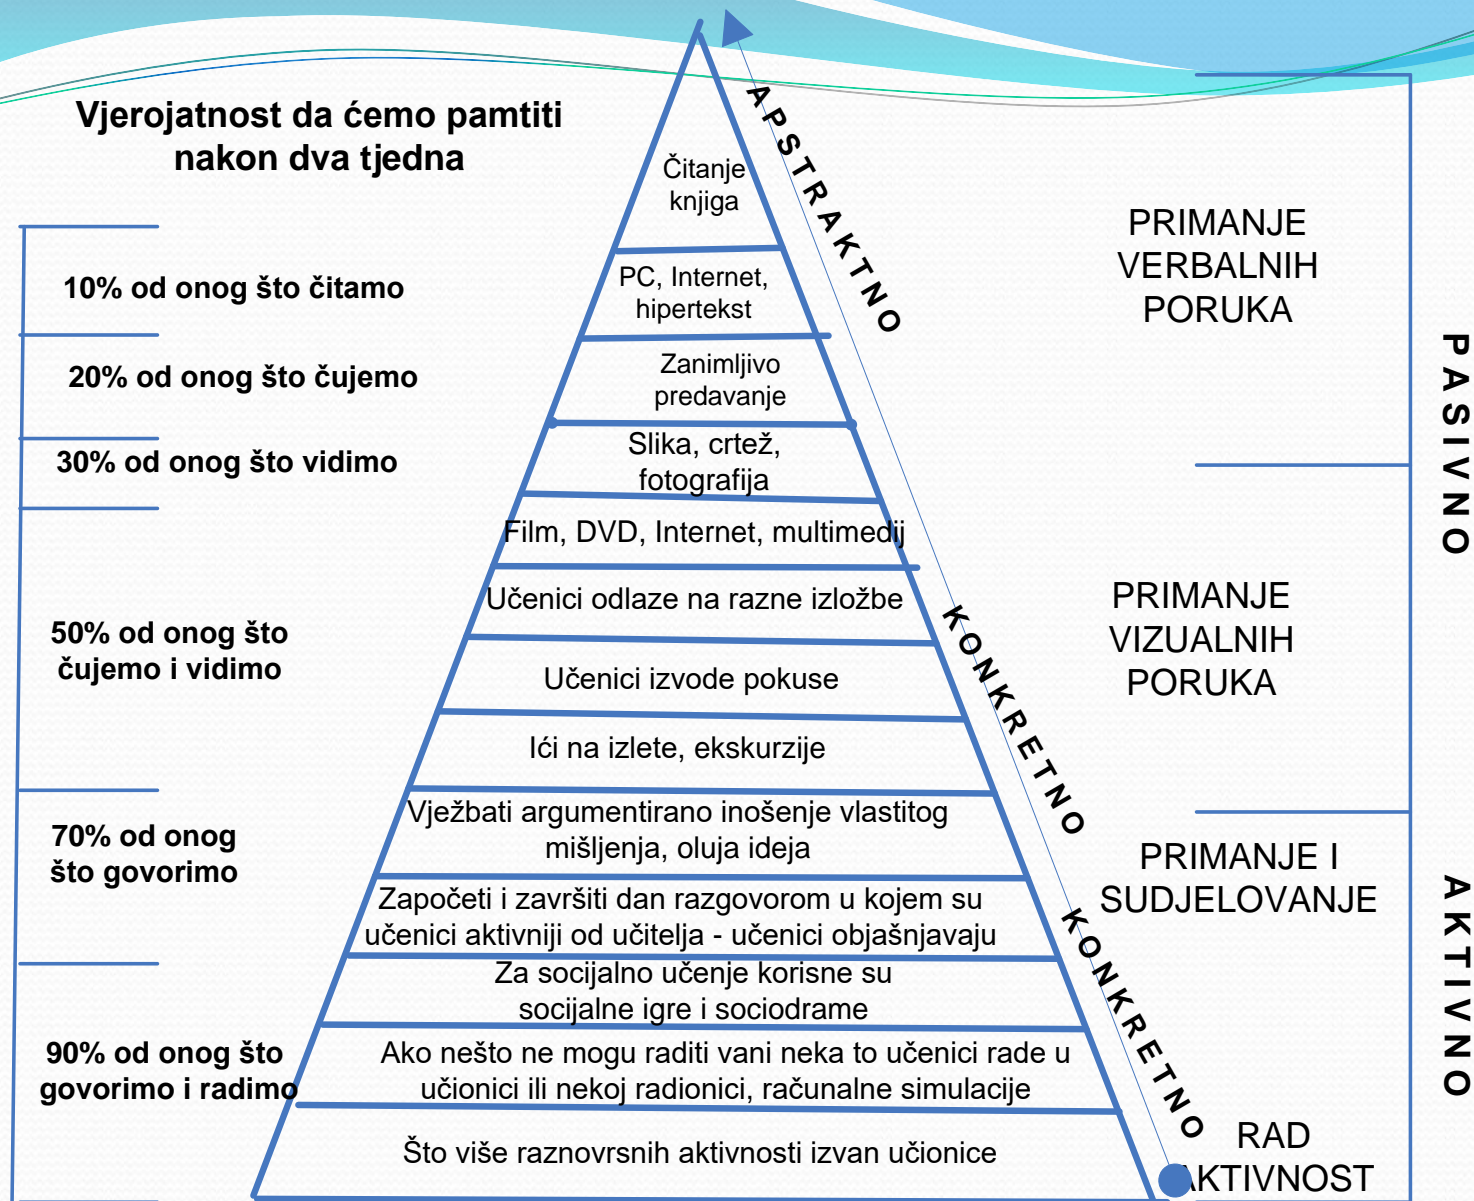 Vjerojatnost da ćemo pamtiti
nakon dva tjedna
10% od onog što čitamo
20% od onog što čujemo
30% od onog što vidimo
50% od onog što
čujemo i vidimo
70% od onog
što govorimo
90% od onog što
govorimo i radimo
Čitanje
knjiga
PC, Internet,
hipertekst
Zanimljivo
predavanje
Slika, crtež,
fotografija
Film, DVD, Internet, multimedij
Učenici odlaze na razne izložbe
Učenici izvode pokuse
Ići na izlete, ekskurzije
Vježbati argumentirano inošenje vlastitog
mišljenja, oluja ideja
Započeti i završiti dan razgovorom u kojem su
učenici aktivniji od učitelja - učenici objašnjavaju
Za socijalno učenje korisne su
socijalne igre i sociodrame
Ako nešto ne mogu raditi vani neka to učenici rade u
učionici ili nekoj radionici, računalne simulacije
Što više raznovrsnih aktivnosti izvan učionice
APSTRAKTNO
KONKRETNO
KONKRETNO
PRIMANJE
VERBALNIH
PORUKA
PRIMANJE
VIZUALNIH
PORUKA
PRIMANJE I
SUDJELOVANJE
RAD
AKTIVNOST
PASIVNO
AKTIVNO